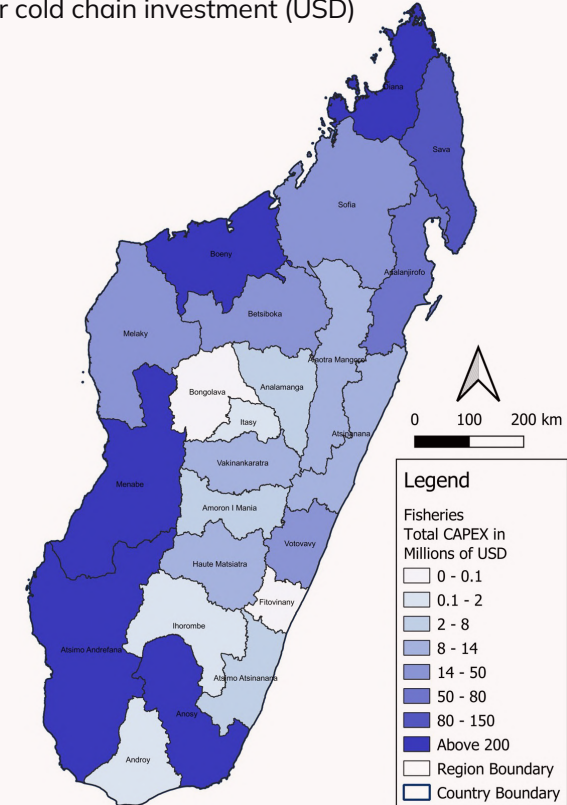 r cold chain investment (USD)
Diana
Sava
Sofia
Boeny
Analanjirofo
Betsiboka
Melaky
Alaotra Mangoro
Analamanga
Bongolava
Itasy
Atsinanana
Vakinankaratra
Menabe
Amoron I Mania
Votovavy
Haute Matsiatra
Fitovinany
Ihorombe
Atsimo Andrefana
Atsimo Atsinanana
Anosy
Androy
0 100 200 km
Legend
Fisheries
Total CAPEX in
Millions of USD
0 - 0.1
0.1 - 2
2 - 8
8 - 14
14 - 50
50 - 80
80 - 150
Above 200
Region Boundary
Country Boundary